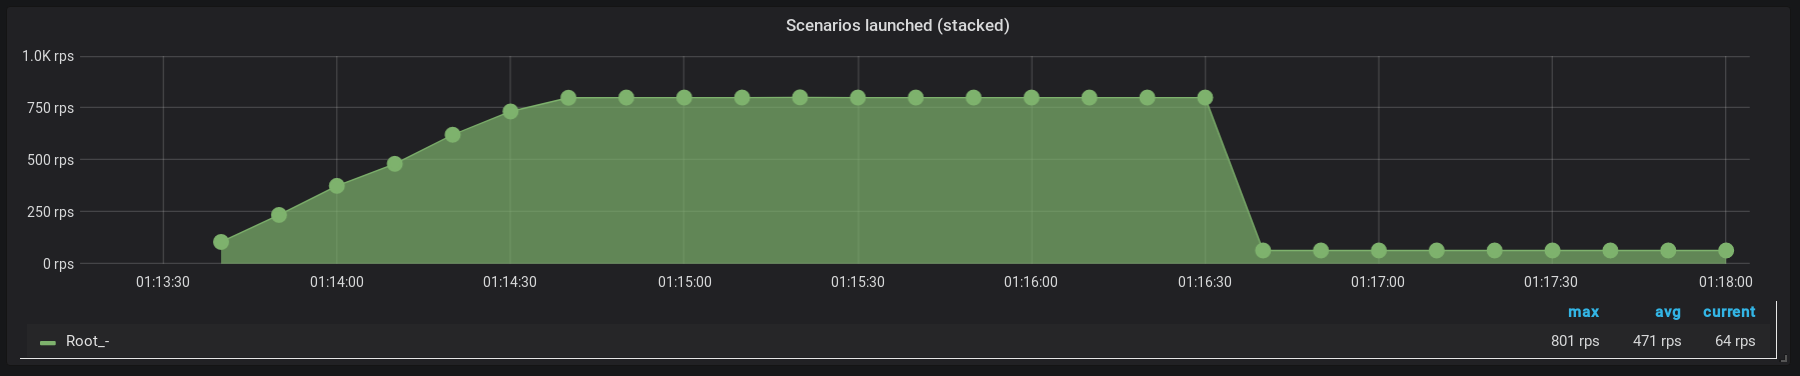 Scenarios launched (stacked)
1.0K rps
750 rps
500 rps
250 rps
0 rps
01:13:30 01:14:00 01:14:30 01:15:00 01:15:30 01:16:00 01:16:30 01:17:00 01:17:30 01:18:00
max avg current
Root_- 801 rps 471 rps 64 rps